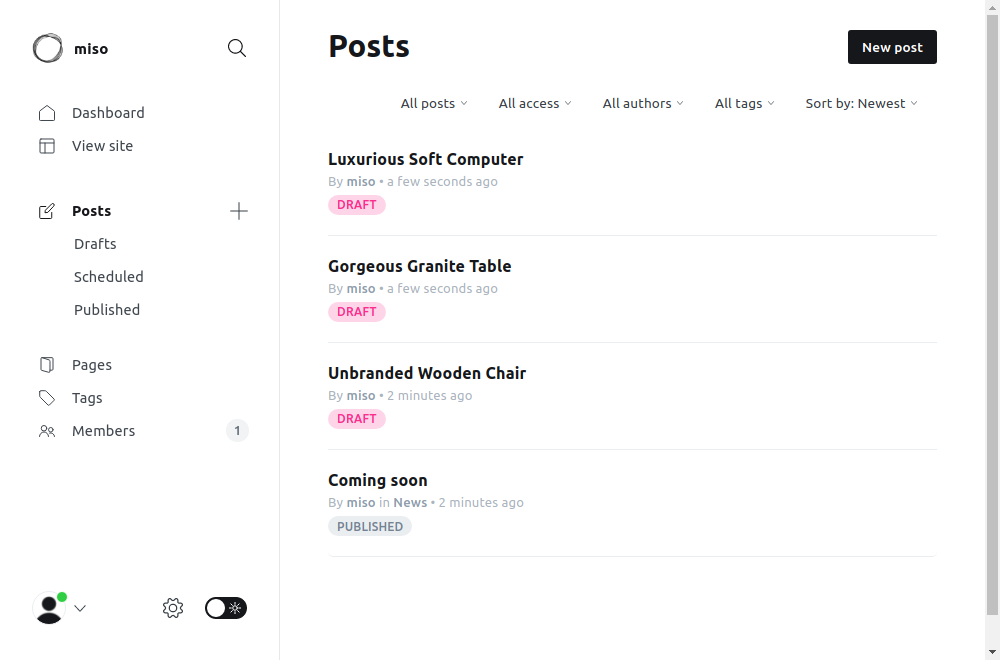 miso
Dashboard
View site
Posts
Drafts
Scheduled
Published
Pages
Tags
Members 1
Posts
New post
All posts All access All authors All tags Sort by: Newest
Luxurious Soft Computer
By miso • a few seconds ago
DRAFT
Gorgeous Granite Table
By miso • a few seconds ago
DRAFT
Unbranded Wooden Chair
By miso • 2 minutes ago
DRAFT
Coming soon
By miso in News • 2 minutes ago
PUBLISHED